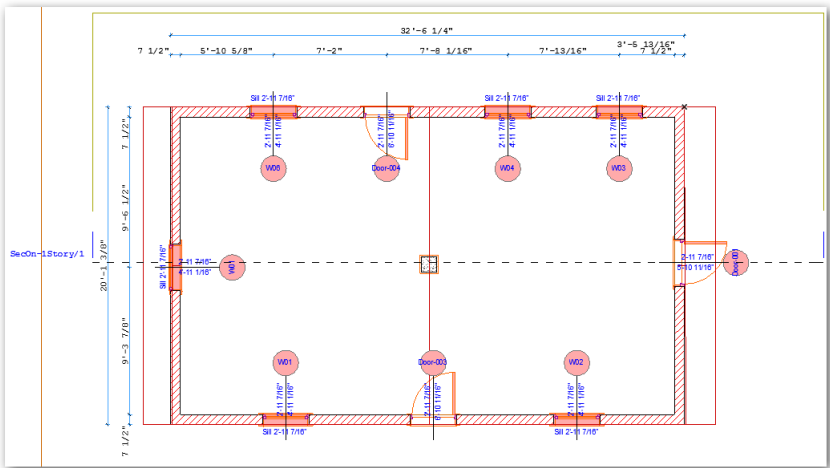 32'-6 1/4"
3'-5 13/16"
7 1/2" 5'-10 5/8" 7'-2" 7'-8 1/16" 7'-13/16" 7 1/2"
Sill 2'-11 7/16" Sill 2'-11 7/16" Sill 2'-11 7/16"
7 1/2"
2'-11 7/16"
4'-11 1/16"
2'-11 7/16"
6'-10 11/16"
2'-11 7/16"
4'-11 1/16"
2'-11 7/16"
4'-11 1/16"
Door-004 W04 W03
9'-6 1/2"
SecOn-1Story/1
20'-1 3/8"
Sill 2'-11 7/16"
2'-11 7/16"
4'-11 1/16"
W01
2'-11 7/16"
6'-10 11/16"
Door-001
9'-3 7/8"
W01 Door-003 W02
2'-11 7/16"
4'-11 1/16"
2'-11 7/16"
6'-10 11/16"
2'-11 7/16"
4'-11 1/16"
7 1/2"
Sill 2'-11 7/16" Sill 2'-11 7/16"